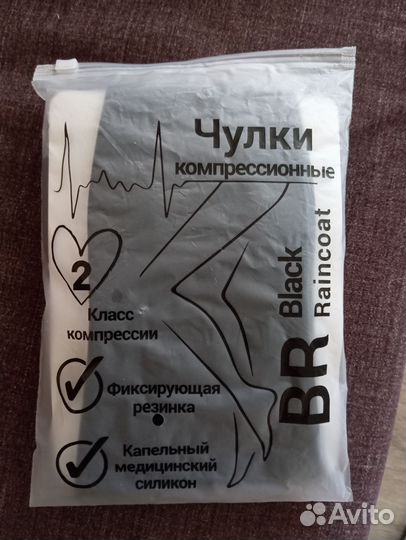 Чулки
компрессионные
2
Класс
компрессии
Фиксирующая
резинка
Капельный
медицинский
силикон
BR Black
Raincoat
Avito